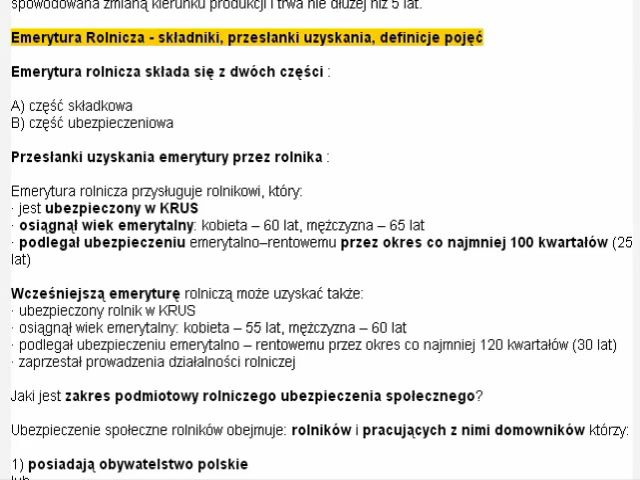 spowodowana zmianą kierunku produkcji i trwa nie dłużej niż 5 lat.
Emerytura Rolnicza - składniki, przesłanki uzyskania, definicje pojęć
Emerytura rolnicza składa się z dwóch części :
A) część składkowa
B) część ubezpieczeniowa
Przesłanki uzyskania emerytury przez rolnika :
Emerytura rolnicza przysługuje rolnikowi, który:
· jest ubezpieczony w KRUS
· osiągnął wiek emerytalny: kobieta – 60 lat, mężczyzna – 65 lat
· podlegał ubezpieczeniu emerytalno–rentowemu przez okres co najmniej 100 kwartałów (25
lat)
Wcześniejszą emeryturę rolniczą może uzyskać także:
· ubezpieczony rolnik w KRUS
· osiągnął wiek emerytalny: kobieta – 55 lat, mężczyzna – 60 lat
· podlegał ubezpieczeniu emerytalno – rentowemu przez okres co najmniej 120 kwartałów (30 lat)
· zaprzestał prowadzenia działalności rolniczej
Jaki jest zakres podmiotowy rolniczego ubezpieczenia społecznego?
Ubezpieczenie społeczne rolników obejmuje: rolników i pracujących z nimi domowników którzy:
1) posiadają obywatelstwo polskie
lub